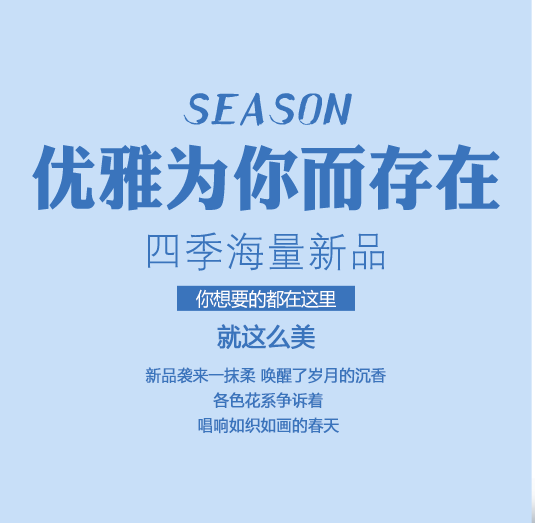 SEASON
优雅为你而存在
四季海量新品
你想要的都在这里
就这么美
新品袭来一抹柔 唤醒了岁月的沉香
各色花系争诉着
唱响如织如画的春天